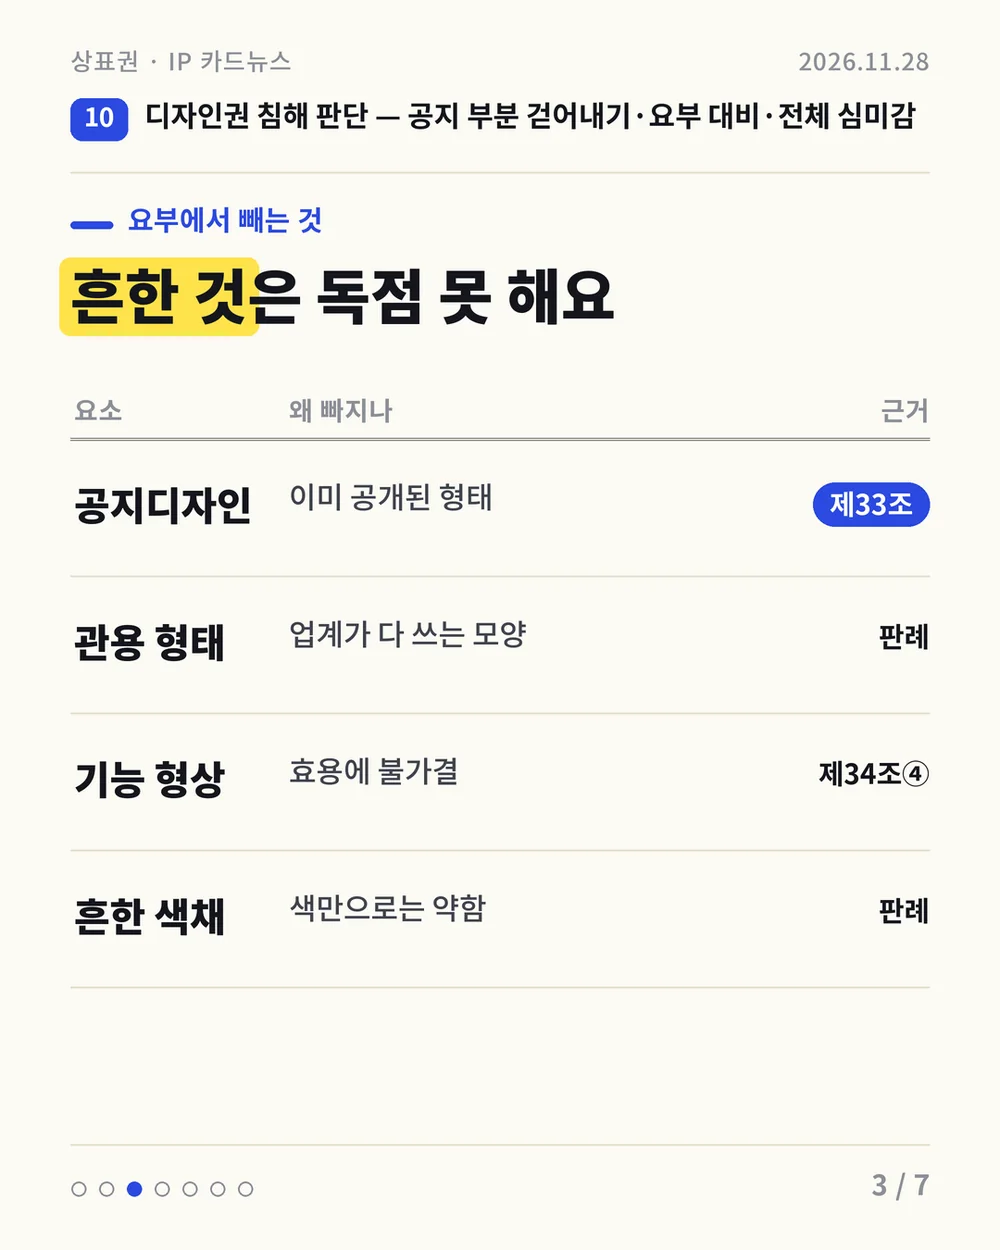 상표권 · IP 카드뉴스
2026.11.28
10 디자인권 침해 판단 — 공지 부분 걷어내기·요부 대비·전체 심미감
요부에서 빼는 것
흔한 것은 독점 못 해요
요소 왜 빠지나 근거
공지디자인 이미 공개된 형태 제33조
관용 형태 업계가 다 쓰는 모양 판례
기능 형상 효용에 불가결 제34조④
흔한 색채 색만으로는 약함 판례
3 / 7